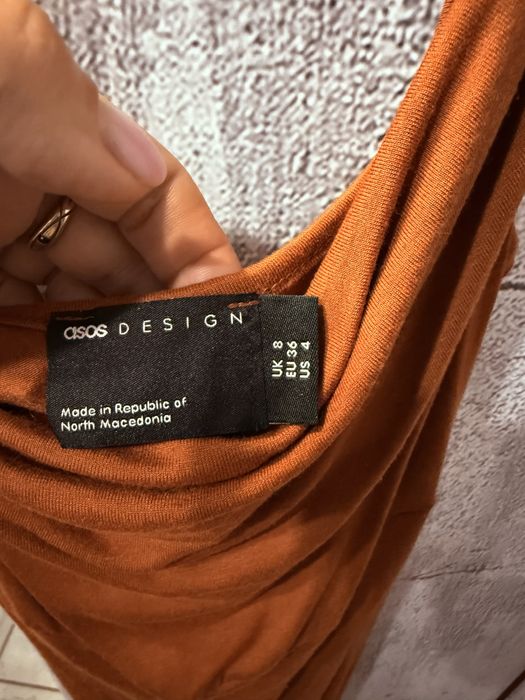 asos DESIGN
Made in Republic of
North Macedonia
UK 8
EU 36
US 4